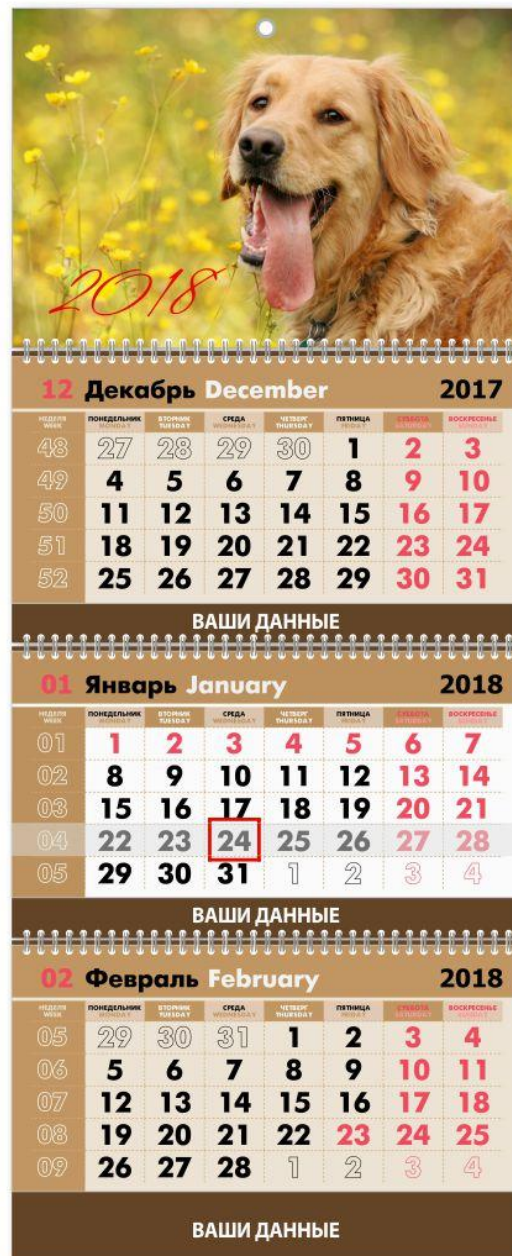 2018
12 Декабрь December 2017
НЕДЕЛЯ ПОНЕДЕЛЬНИК ВТОРНИК СРЕДА ЧЕТВЕРГ ПЯТНИЦА СУББОТА ВОСКРЕСЕНЬЕ
WEEK MONDAY TUESDAY WEDNESDAY THURSDAY FRIDAY SATURDAY SUNDAY
48 27 28 29 30 1 2 3
49 4 5 6 7 8 9 10
50 11 12 13 14 15 16 17
51 18 19 20 21 22 23 24
52 25 26 27 28 29 30 31
ВАШИ ДАННЫЕ
01 Январь January 2018
НЕДЕЛЯ ПОНЕДЕЛЬНИК ВТОРНИК СРЕДА ЧЕТВЕРГ ПЯТНИЦА СУББОТА ВОСКРЕСЕНЬЕ
WEEK MONDAY TUESDAY WEDNESDAY THURSDAY FRIDAY SATURDAY SUNDAY
01 1 2 3 4 5 6 7
02 8 9 10 11 12 13 14
03 15 16 17 18 19 20 21
04 22 23 24 25 26 27 28
05 29 30 31 1 2 3 4
ВАШИ ДАННЫЕ
02 Февраль February 2018
НЕДЕЛЯ ПОНЕДЕЛЬНИК ВТОРНИК СРЕДА ЧЕТВЕРГ ПЯТНИЦА СУББОТА ВОСКРЕСЕНЬЕ
WEEK MONDAY TUESDAY WEDNESDAY THURSDAY FRIDAY SATURDAY SUNDAY
05 29 30 31 1 2 3 4
06 5 6 7 8 9 10 11
07 12 13 14 15 16 17 18
08 19 20 21 22 23 24 25
09 26 27 28 1 2 3 4
ВАШИ ДАННЫЕ